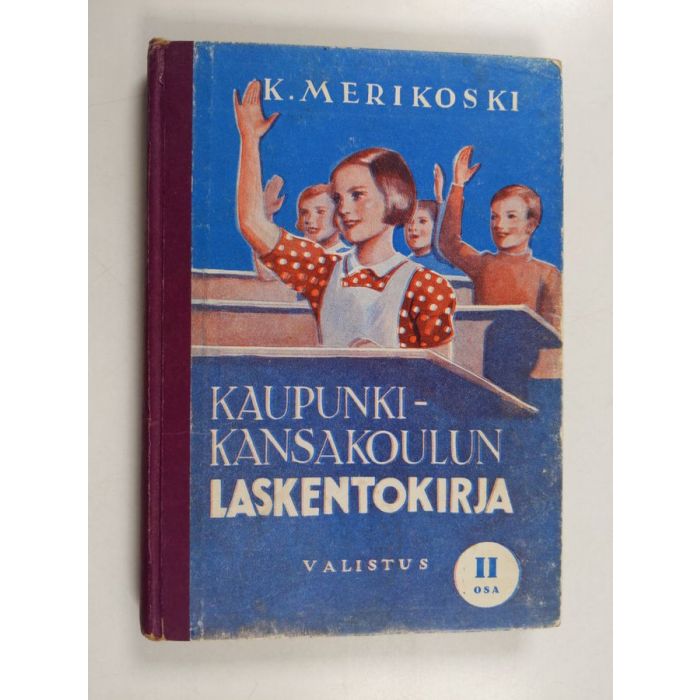 K. MERIKOSKI
KAUPUNKI-
KANSAKOULUN
LASKENTOKIRJA
VALISTUS
II
OSA